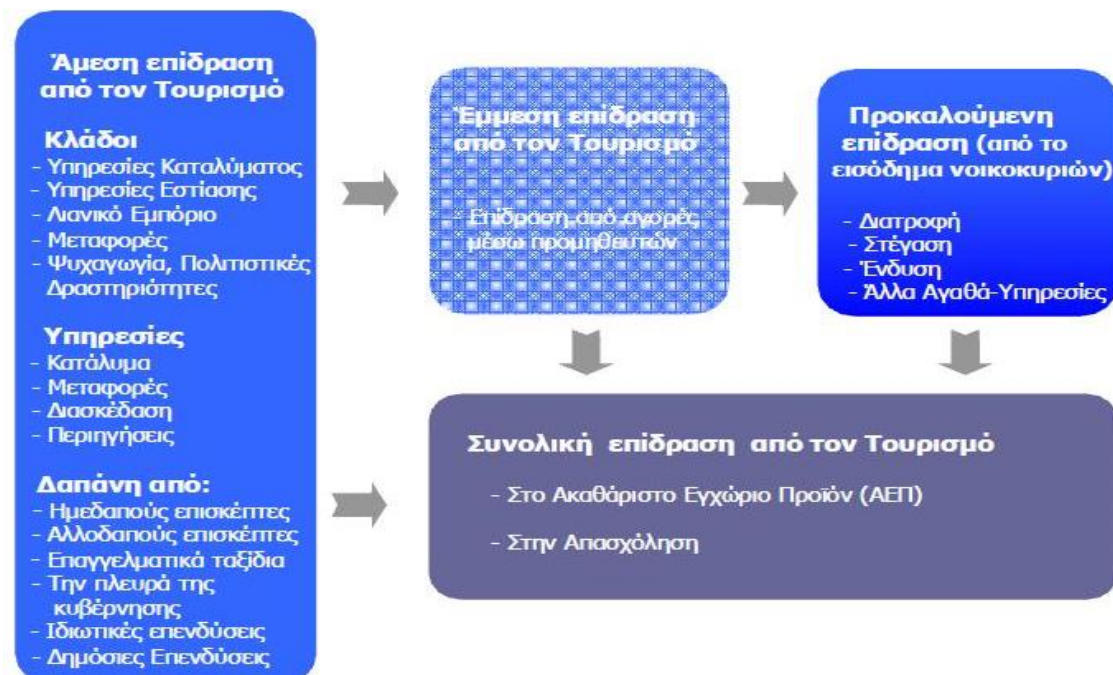 Άμεση επίδραση
από τον Τουρισμό
Κλάδοι
- Υπηρεσίες Καταλύματος
- Υπηρεσίες Εστίασης
- Λιανικό Εμπόριο
- Μεταφορές
- Ψυχαγωγία, Πολιτιστικές
Δραστηριότητες
Υπηρεσίες
- Κατάλυμα
- Μεταφορές
- Διασκέδαση
- Περιηγήσεις
Δαπάνη από:
- Ημεδαπούς επισκέπτες
- Αλλοδαπούς επισκέπτες
- Επαγγελματικά ταξίδια
- Την πλευρά της
κυβέρνησης
- Ιδιωτικές επενδύσεις
- Δημόσιες Επενδύσεις
Έμμεση επίδραση
από τον Τουρισμό
- Επίδραση από αγορές
μέσω προμηθευτών
Προκαλούμενη
επίδραση (από το
εισόδημα νοικοκυριών)
- Διατροφή
- Στέγαση
- Ένδυση
- Άλλα Αγαθά-Υπηρεσίες
Συνολική επίδραση από τον Τουρισμό
- Στο Ακαθάριστο Εγχώριο Προϊόν (ΑΕΠ)
- Στην Απασχόληση